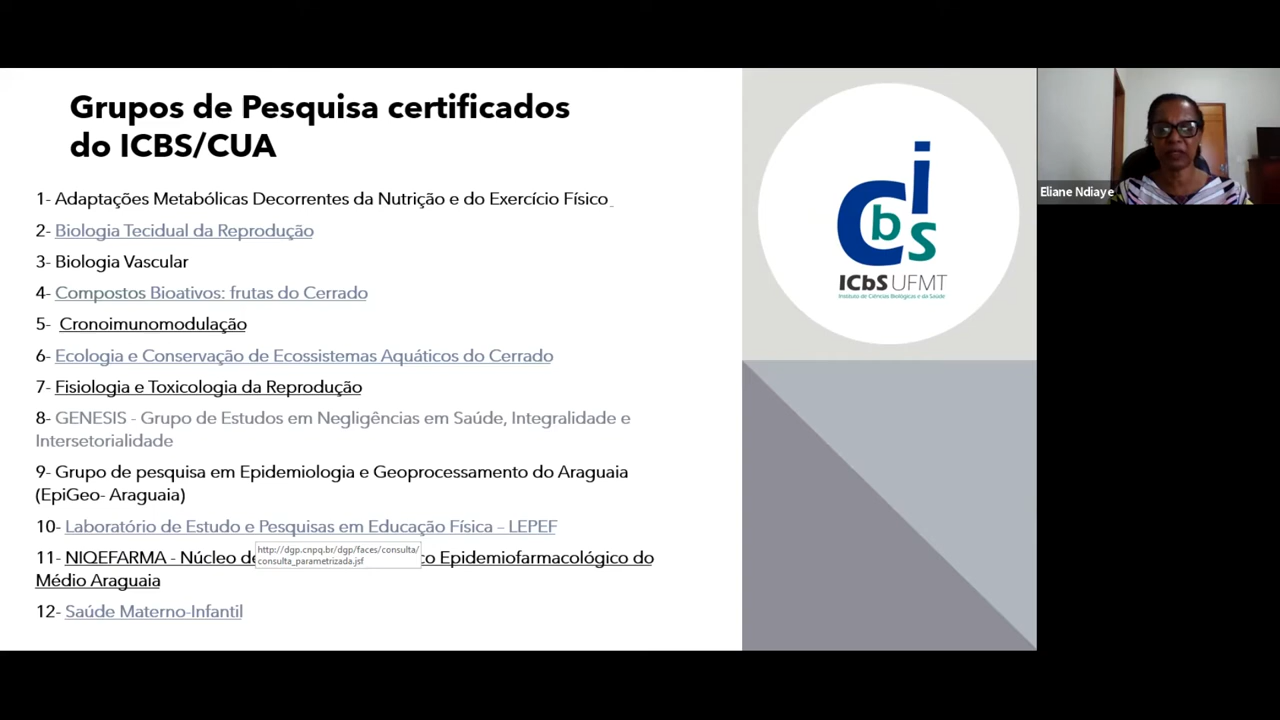 Grupos de Pesquisa certificados
do ICBS/CUA
1- Adaptações Metabólicas Decorrentes da Nutrição e do Exercício Físico
2- Biologia Tecidual da Reprodução
3- Biologia Vascular
4- Compostos Bioativos: frutas do Cerrado
5- Cronoimunomodulação
6- Ecologia e Conservação de Ecossistemas Aquáticos do Cerrado
7- Fisiologia e Toxicologia da Reprodução
8- GENESIS - Grupo de Estudos em Negligências em Saúde, Integralidade e
Intersetorialidade
9- Grupo de pesquisa em Epidemiologia e Geoprocessamento do Araguaia
(EpiGeo- Araguaia)
10- Laboratório de Estudo e Pesquisas em Educação Física – LEPEF
http://dgp.cnpq.br/dgp/faces/consulta/
consulta_parametrizada.jsf
11- NIQEFARMA - Núcleo Epidemiofarmacológico do
Médio Araguaia
12- Saúde Materno-Infantil
iCbS
ICbS UFMT
Instituto de Ciências Biológicas e da Saúde
Eliane Ndiaye